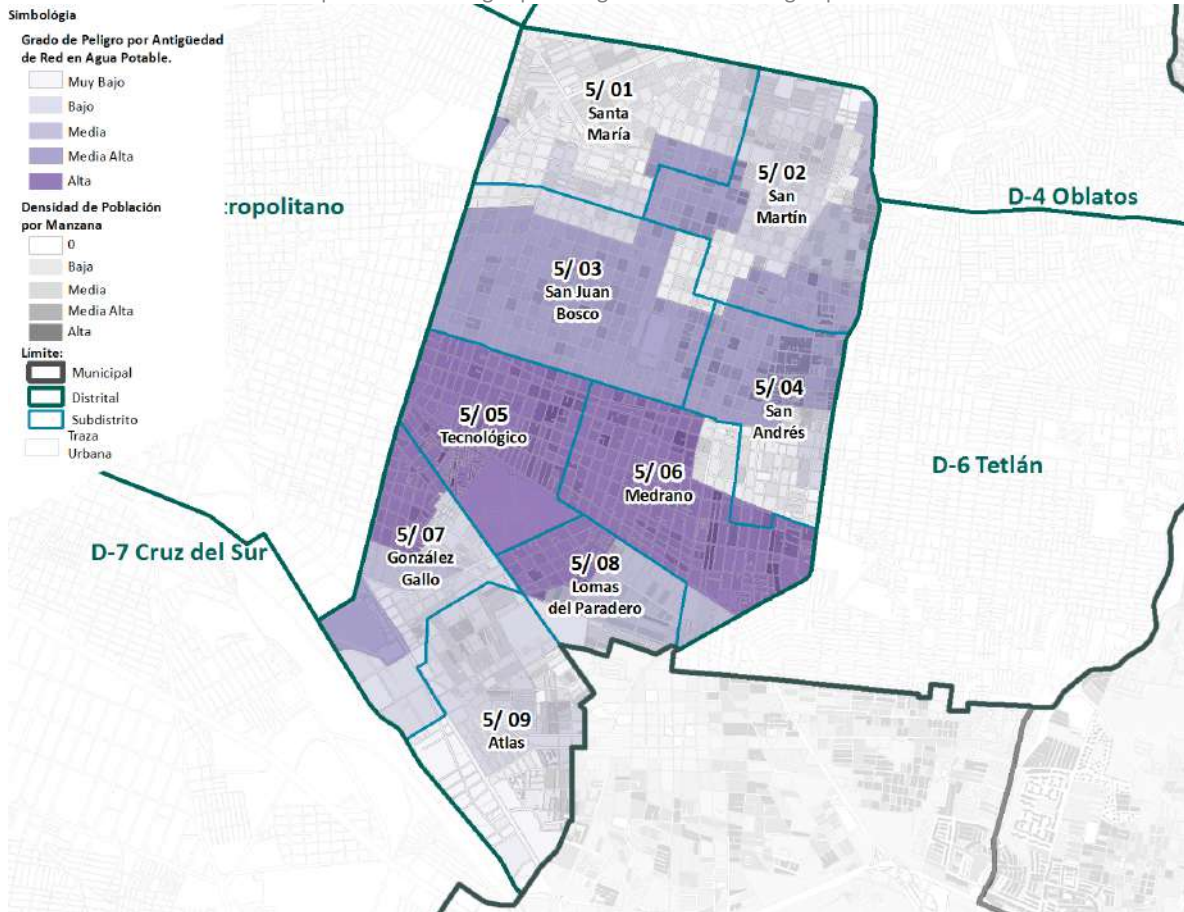 Simbológia
Grado de Peligro por Antigüedad
de Red en Agua Potable.
Muy Bajo
Bajo
Media
Media Alta
Alta
Densidad de Población
por Manzana
0
Baja
Media
Media Alta
Alta
Límite:
Municipal
Distrital
Subdistrito
Traza
Urbana
5/ 01
Santa
María
5/ 02
San
Martín
ropolitano
D-4 Oblatos
5/ 03
San Juan
Bosco
5/ 04
San
Andrés
5/ 05
Tecnológico
5/ 06
Medrano
D-6 Tetlán
5/ 07
González
Gallo
D-7 Cruz del Sur
5/ 08
Lomas
del Paradero
5/ 09
Atlas